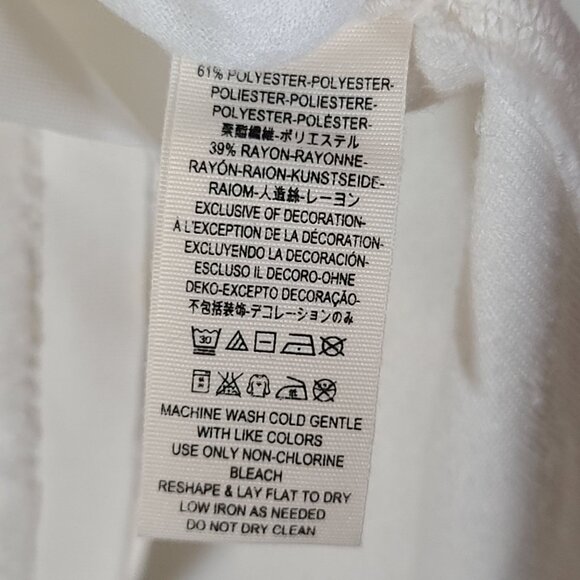 61% POLYESTER-POLYESTER-
POLIESTER-POLIESTERE-
POLYESTER-POLÉSTER-
聚酯纖維-ポリエステル
39% RAYON-RAYONNE-
RAYÓN-RAION-KUNSTSEIDE-
RAIOM-人造絲-レーヨン
EXCLUSIVE OF DECORATION-
A L'EXCEPTION DE LA DÉCORATION-
EXCLUYENDO LA DECORACIÓN-
ESCLUSO IL DECORO-OHNE
DEKO-EXCEPTO DECORAÇÃO-
不包括装饰-デコレーションのみ
30
MACHINE WASH COLD GENTLE
WITH LIKE COLORS
USE ONLY NON-CHLORINE
BLEACH
RESHAPE & LAY FLAT TO DRY
LOW IRON AS NEEDED
DO NOT DRY CLEAN